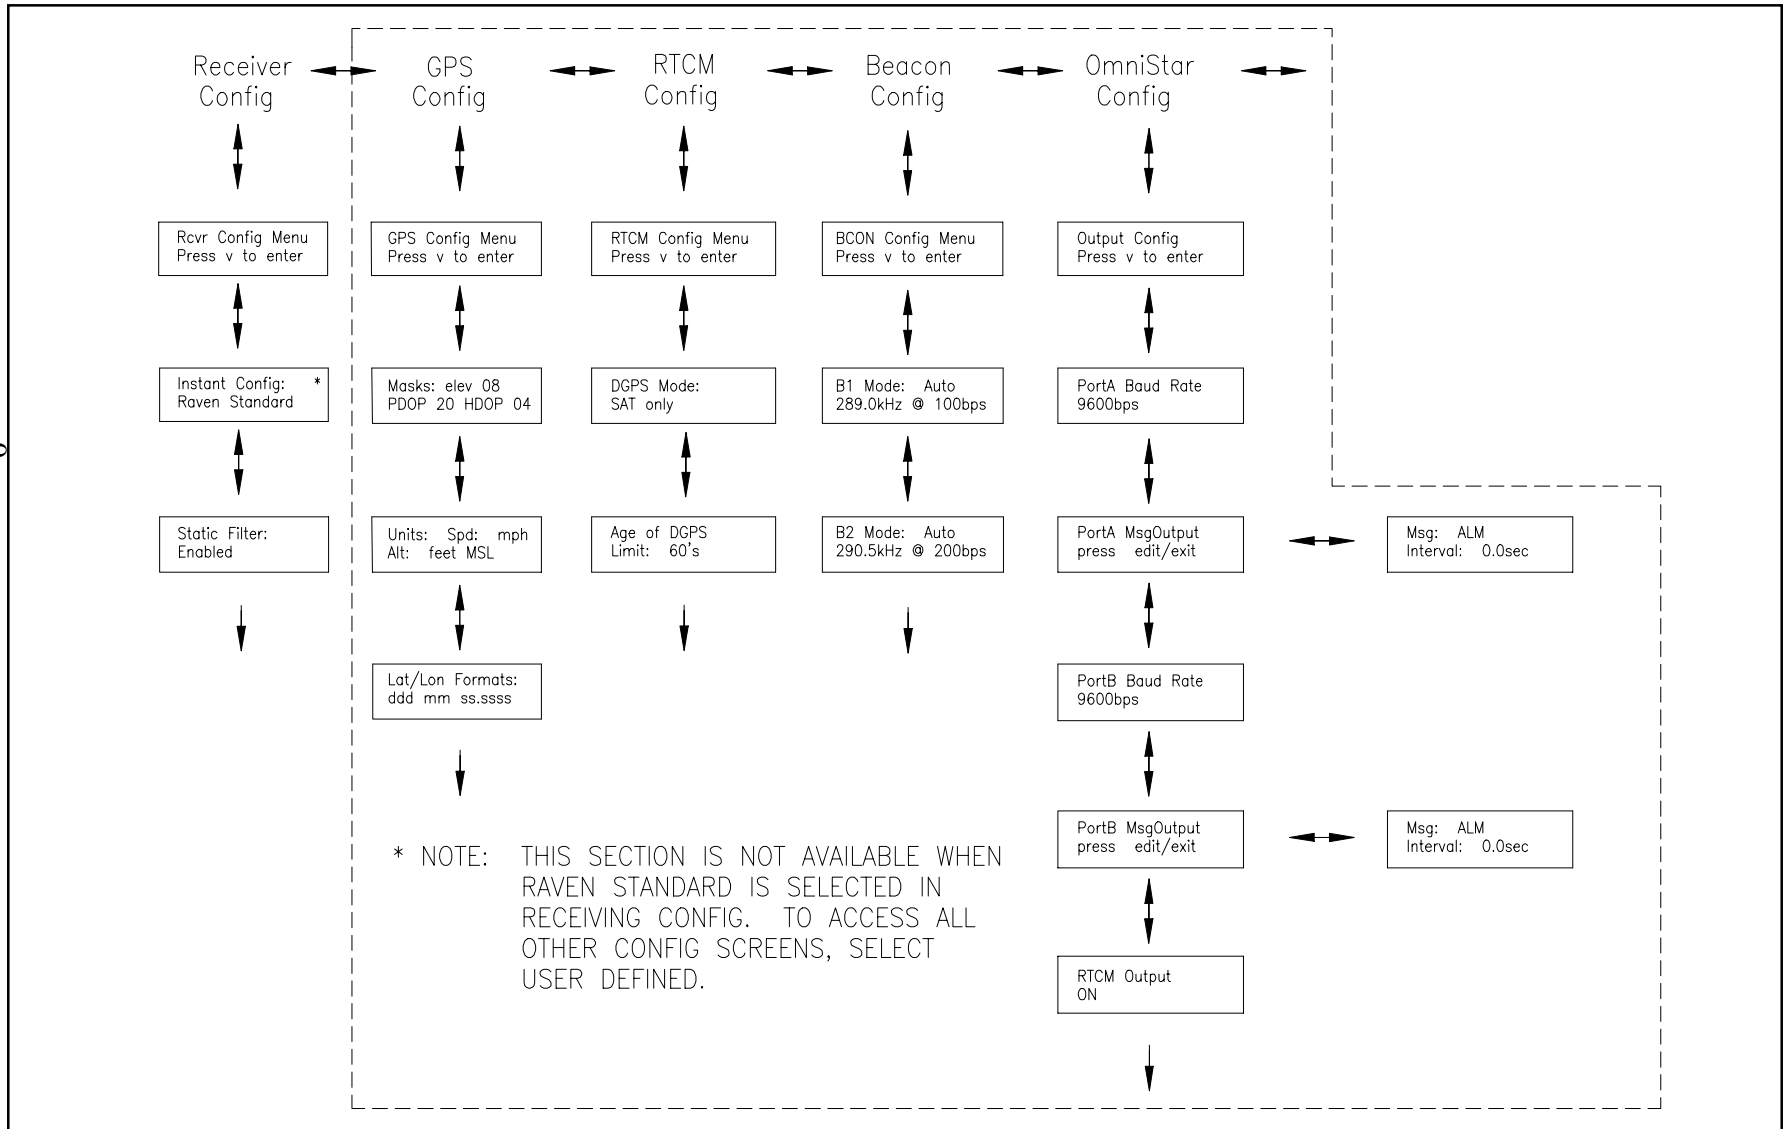 Receiver
Config
GPS
Config
RTCM
Config
Beacon
Config
OmniStar
Config
Rcvr Config Menu
Press v to enter
GPS Config Menu
Press v to enter
RTCM Config Menu
Press v to enter
BCON Config Menu
Press v to enter
Output Config
Press v to enter
Instant Config: *
Raven Standard
Masks: elev 08
PDOP 20 HDOP 04
DGPS Mode:
SAT only
B1 Mode: Auto
289.0kHz @ 100bps
PortA Baud Rate
9600bps
Static Filter:
Enabled
Units: Spd: mph
Alt: feet MSL
Age of DGPS
Limit: 60's
B2 Mode: Auto
290.5kHz @ 200bps
PortA MsgOutput
press edit/exit
Msg: ALM
Interval: 0.0sec
Lat/Lon Formats:
ddd mm ss.ssss
PortB Baud Rate
9600bps
PortB MsgOutput
press edit/exit
Msg: ALM
Interval: 0.0sec
* NOTE: THIS SECTION IS NOT AVAILABLE WHEN
RAVEN STANDARD IS SELECTED IN
RECEIVING CONFIG. TO ACCESS ALL
OTHER CONFIG SCREENS, SELECT
USER DEFINED.
RTCM Output
ON